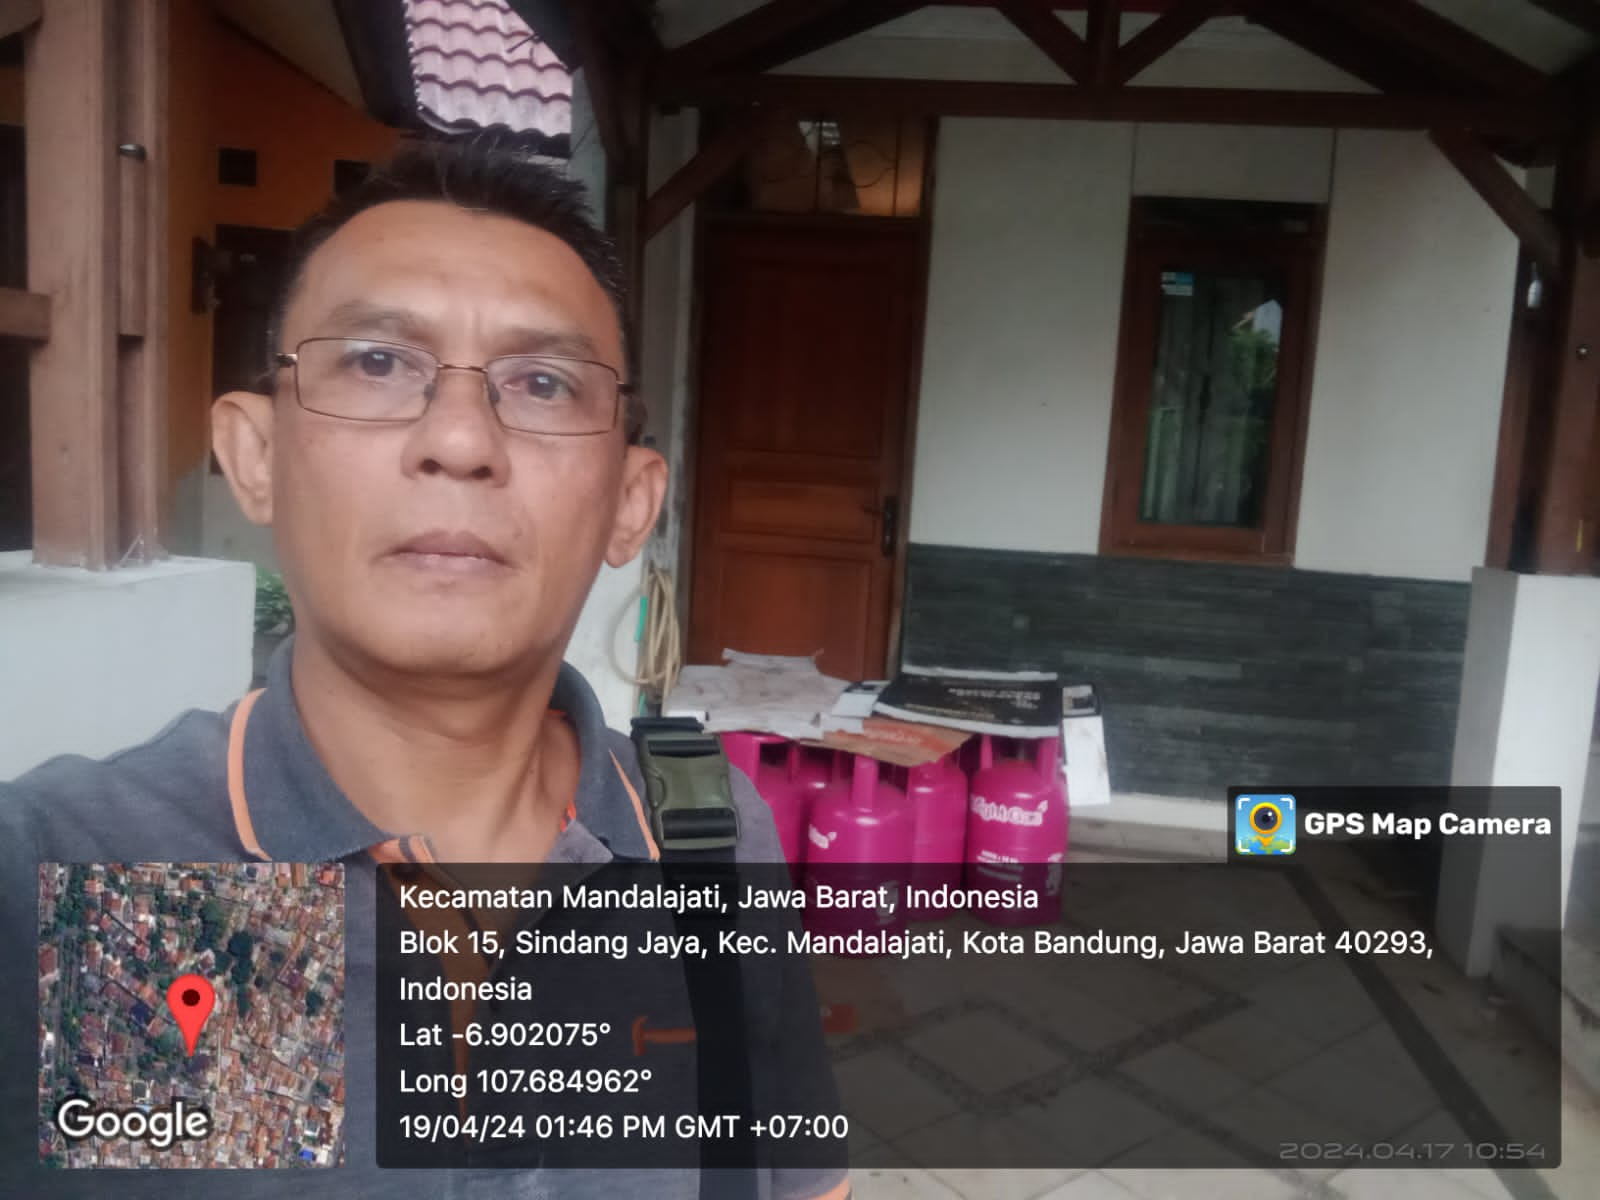 Bright Gas
GPS Map Camera
Kecamatan Mandalajati, Jawa Barat, Indonesia
Blok 15, Sindang Jaya, Kec. Mandalajati, Kota Bandung, Jawa Barat 40293,
Indonesia
Lat -6.902075°
Long 107.684962°
19/04/24 01:46 PM GMT +07:00
Google
2024.04.17 10:54